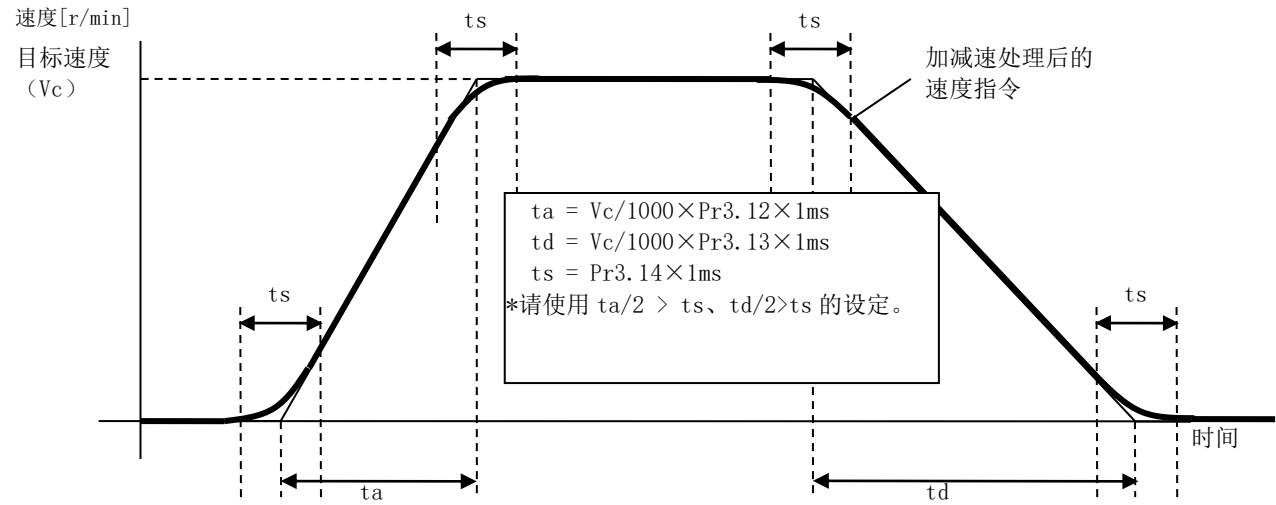 速度[r/min]
ts
ts
目标速度
（Vc）
加减速处理后的
速度指令
ta = Vc/1000×Pr3.12×1ms
td = Vc/1000×Pr3.13×1ms
ts = Pr3.14×1ms
*请使用 ta/2 > ts、td/2>ts 的设定。
ts
ts
时间
ta
td